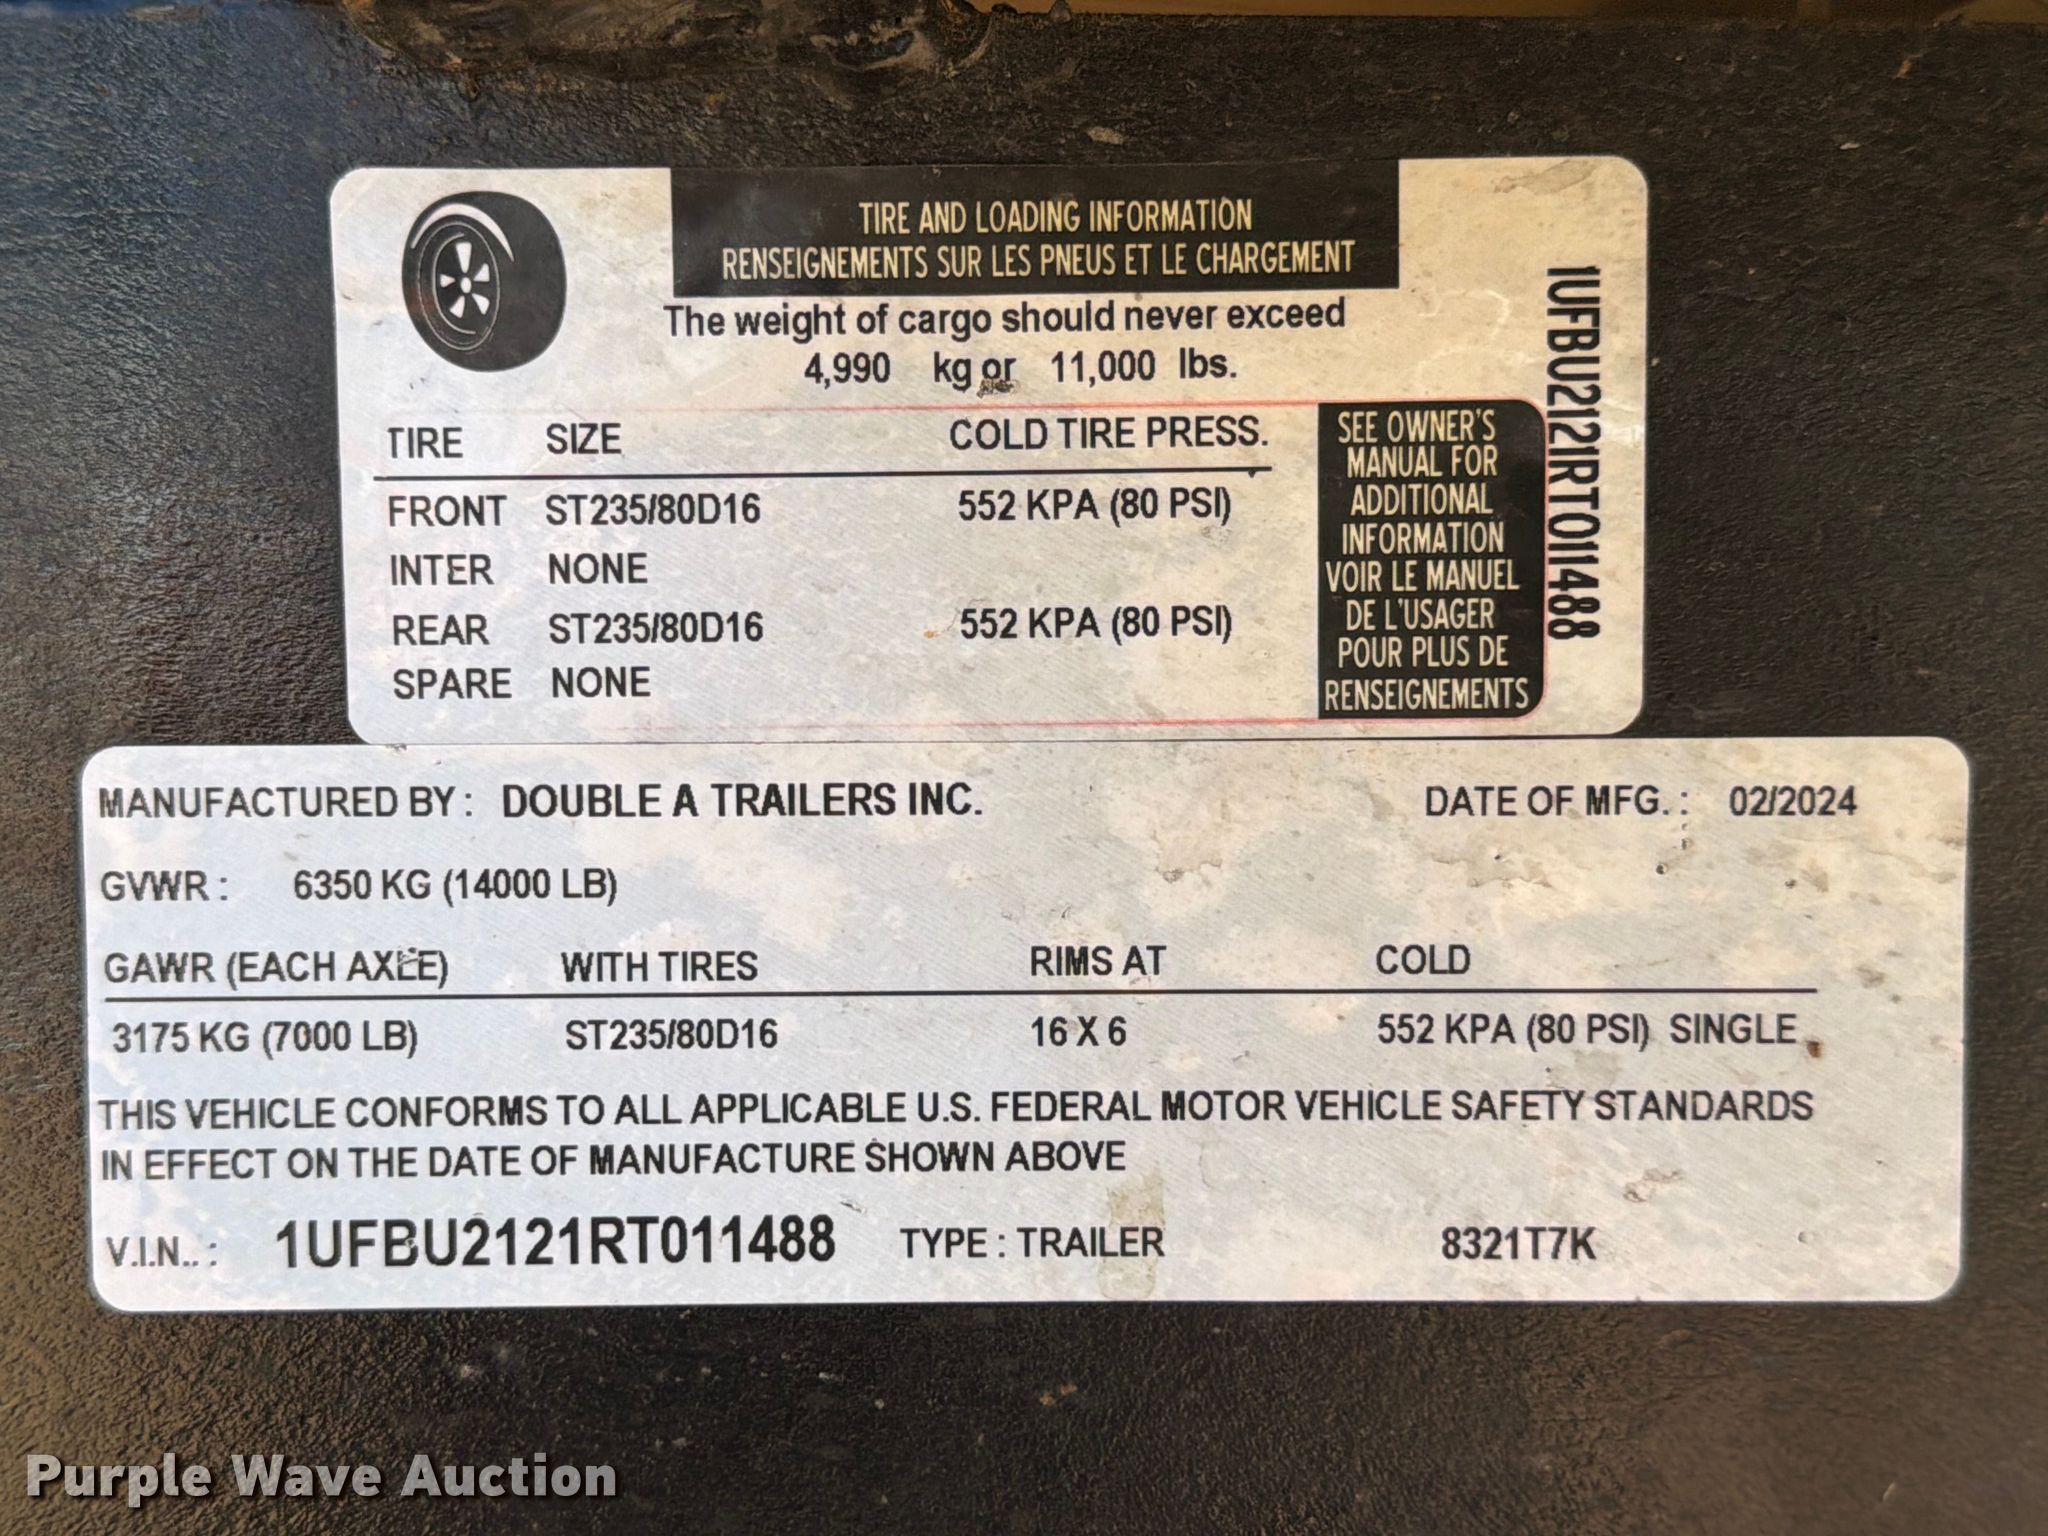 TIRE AND LOADING INFORMATION
RENSEIGNEMENTS SUR LES PNEUS ET LE CHARGEMENT
The weight of cargo should never exceed
4,990 kg or 11,000 lbs.
TIRE SIZE COLD TIRE PRESS.
FRONT ST235/80D16 552 KPA (80 PSI)
INTER NONE
REAR ST235/80D16 552 KPA (80 PSI)
SPARE NONE
SEE OWNER'S
MANUAL FOR
ADDITIONAL
INFORMATION
VOIR LE MANUEL
DE L'USAGER
POUR PLUS DE
RENSEIGNEMENTS
1UFBU2121RT011488
MANUFACTURED BY : DOUBLE A TRAILERS INC. DATE OF MFG. : 02/2024
GVWR : 6350 KG (14000 LB)
GAWR (EACH AXLE) WITH TIRES RIMS AT COLD
3175 KG (7000 LB) ST235/80D16 16 X 6 552 KPA (80 PSI) SINGLE
THIS VEHICLE CONFORMS TO ALL APPLICABLE U.S. FEDERAL MOTOR VEHICLE SAFETY STANDARDS
IN EFFECT ON THE DATE OF MANUFACTURE SHOWN ABOVE
V.I.N.. : 1UFBU2121RT011488 TYPE : TRAILER 8321T7K
Purple Wave Auction